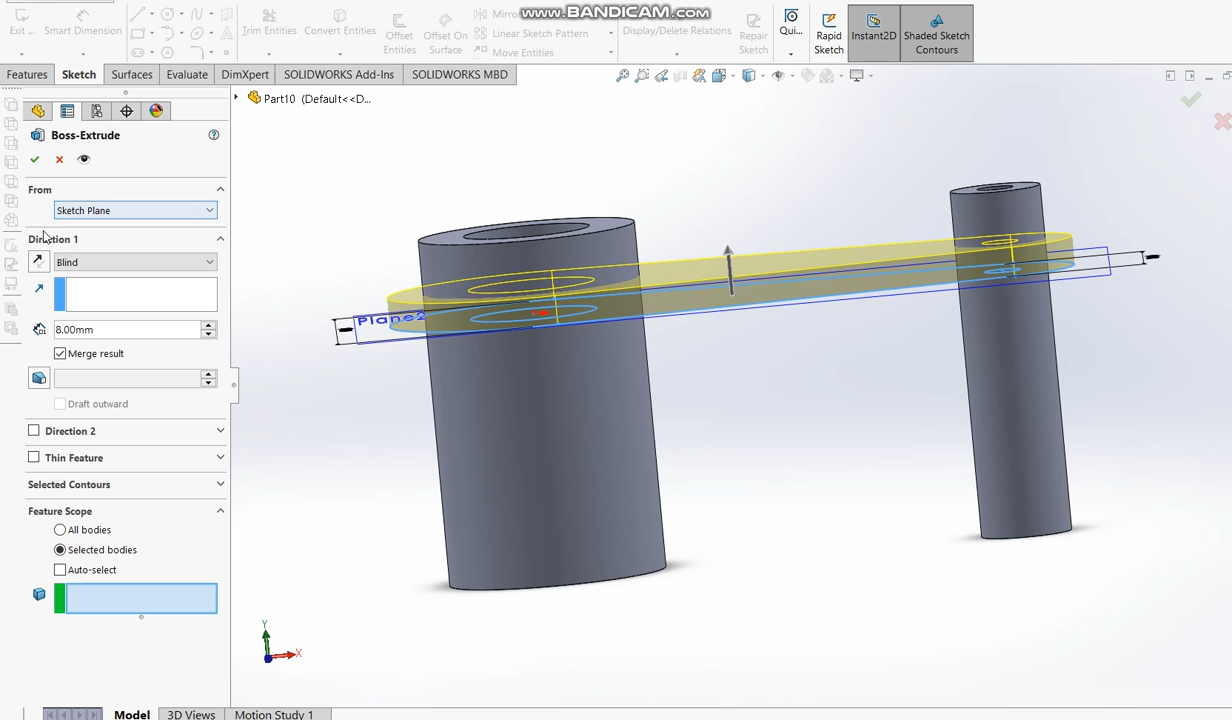 www.BANDICAM.com
Exit ...
Smart Dimension
Trim Entities
Convert Entities
Offset Entities
Offset On Surface
Mirror
Linear Sketch Pattern
Move Entities
Display/Delete Relations
Repair Sketch
Qui...
Rapid Sketch
Instant2D
Shaded Sketch Contours
Features
Sketch
Surfaces
Evaluate
DimXpert
SOLIDWORKS Add-Ins
SOLIDWORKS MBD
Part10 (Default<<D...
Boss-Extrude
From
Sketch Plane
Direction 1
Blind
8.00mm
Merge result
Draft outward
Direction 2
Thin Feature
Selected Contours
Feature Scope
All bodies
Selected bodies
Auto-select
Plane2
Y
X
Model
3D Views
Motion Study 1